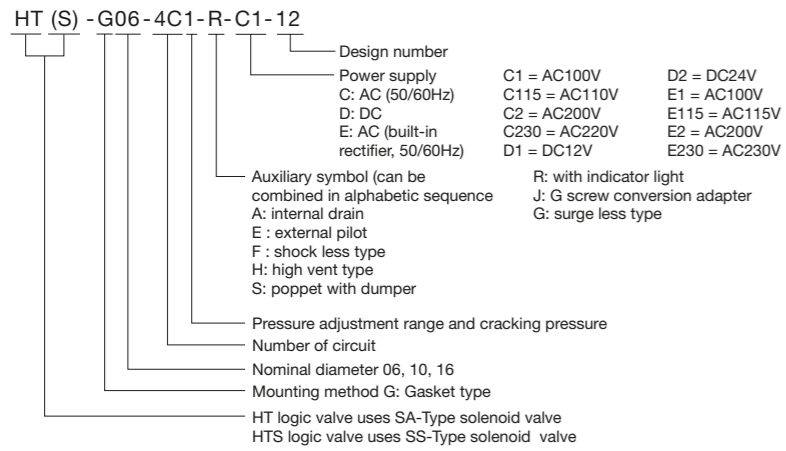 HT (S) - G06 - 4C1 - R - C1 - 12
Design number
Power supply
C: AC (50/60Hz)
D: DC
E: AC (built-in
rectifier, 50/60Hz)
C1 = AC100V
C115 = AC110V
C2 = AC200V
C230 = AC220V
D1 = DC12V
D2 = DC24V
E1 = AC100V
E115 = AC115V
E2 = AC200V
E230 = AC230V
Auxiliary symbol (can be
combined in alphabetic sequence
A: internal drain
E : external pilot
F : shock less type
H: high vent type
S: poppet with dumper
R: with indicator light
J: G screw conversion adapter
G: surge less type
Pressure adjustment range and cracking pressure
Number of circuit
Nominal diameter 06, 10, 16
Mounting method G: Gasket type
HT logic valve uses SA-Type solenoid valve
HTS logic valve uses SS-Type solenoid valve